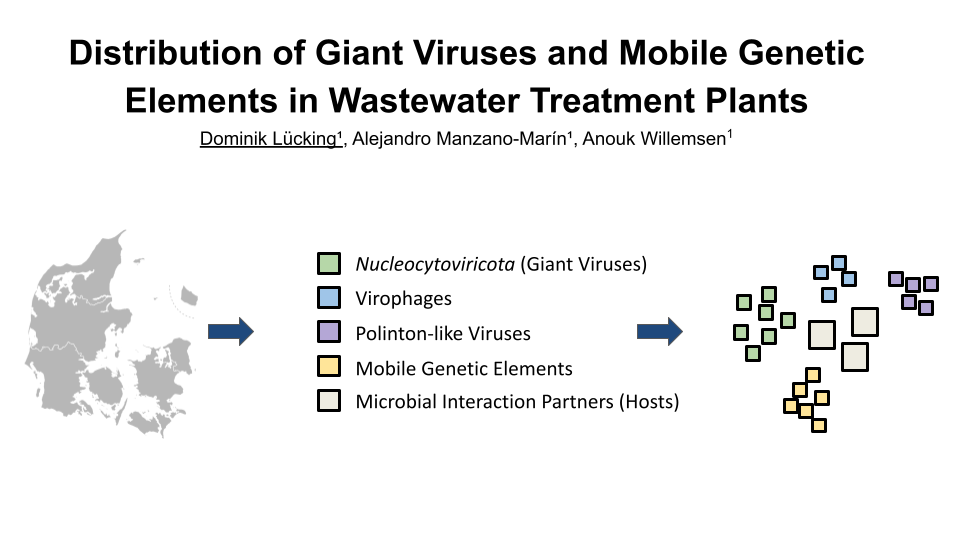 Distribution of Giant Viruses and Mobile Genetic
Elements in Wastewater Treatment Plants
Dominik Lücking¹, Alejandro Manzano-Marín¹, Anouk Willemsen¹
Nucleocytoviricota (Giant Viruses)
Virophages
Polinton-like Viruses
Mobile Genetic Elements
Microbial Interaction Partners (Hosts)